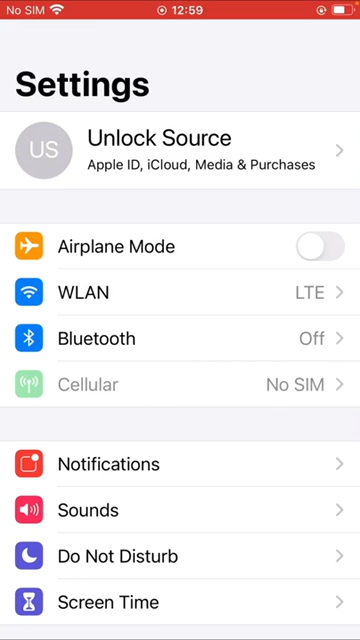 No SIM 12:59
Settings
US
Unlock Source
Apple ID, iCloud, Media & Purchases
Airplane Mode
WLAN LTE
Bluetooth Off
Cellular No SIM
Notifications
Sounds
Do Not Disturb
Screen Time